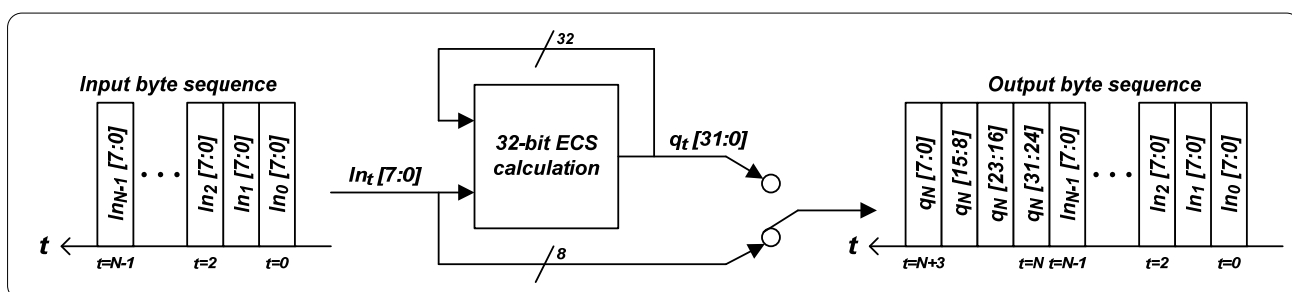 Input byte sequence
In_N-1 [7:0]
• • •
In_2 [7:0]
In_1 [7:0]
In_0 [7:0]
t
t=N-1
t=2
t=0
32
32-bit ECS
calculation
In_t [7:0]
q_t [31:0]
8
Output byte sequence
q_N [7:0]
q_N [15:8]
q_N [23:16]
q_N [31:24]
In_N-1 [7:0]
• • •
In_2 [7:0]
In_1 [7:0]
In_0 [7:0]
t
t=N+3
t=N
t=N-1
t=2
t=0